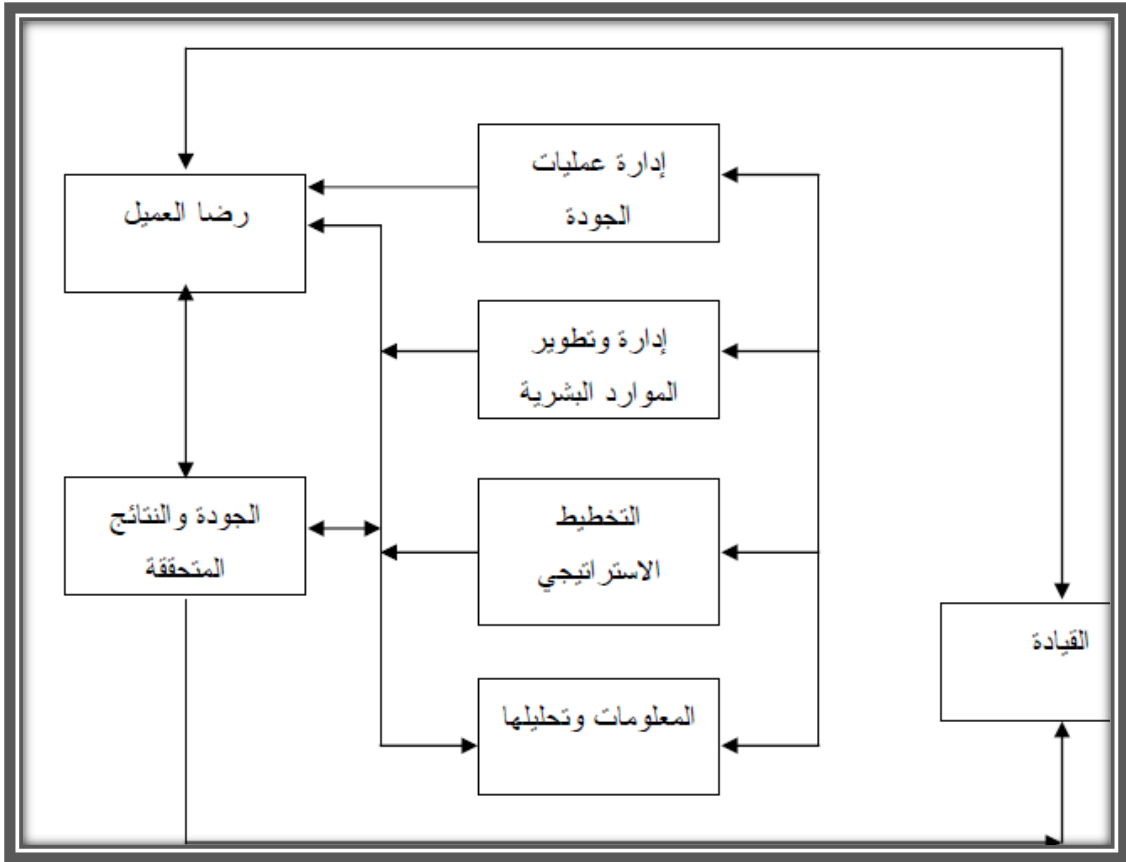 إدارة عمليات
الجودة
رضا العميل
إدارة وتطوير
الموارد البشرية
الجودة والنتائج
المتحققة
التخطيط
الاستراتيجي
القيادة
المعلومات وتحليلها